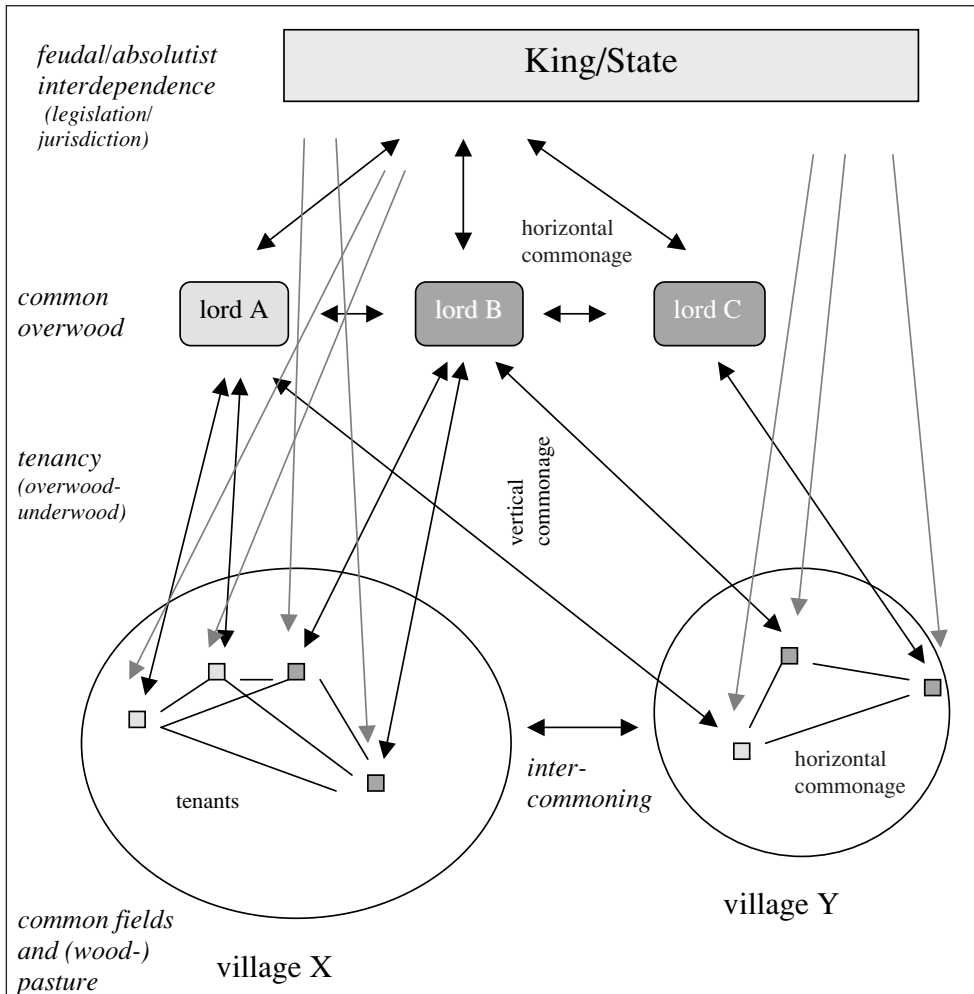 feudal/absolutist
interdependence
(legislation/
jurisdiction)
King/State
horizontal
commonage
common
overwood
lord A
lord B
lord C
tenancy
(overwood-
underwood)
vertical
commonage
tenants
inter-
commoning
horizontal
commonage
common fields
and (wood-)
pasture
village X
village Y